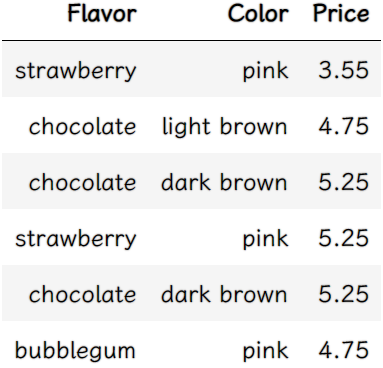 Flavor Color Price
strawberry pink 3.55
chocolate light brown 4.75
chocolate dark brown 5.25
strawberry pink 5.25
chocolate dark brown 5.25
bubblegum pink 4.75